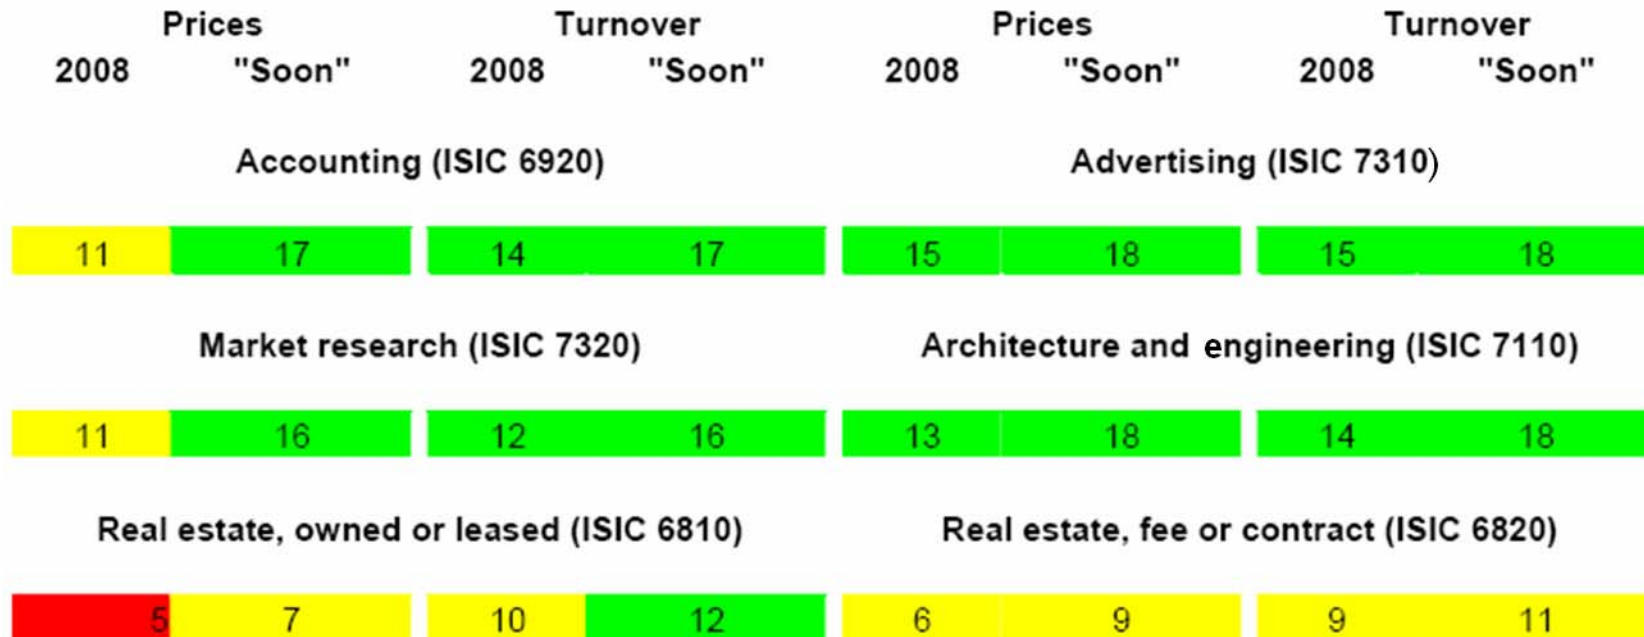 Prices Turnover Prices Turnover
2008 "Soon" 2008 "Soon" 2008 "Soon" 2008 "Soon"
Accounting (ISIC 6920) Advertising (ISIC 7310)
11 17 14 17 15 18 15 18
Market research (ISIC 7320) Architecture and engineering (ISIC 7110)
11 16 12 16 13 18 14 18
Real estate, owned or leased (ISIC 6810) Real estate, fee or contract (ISIC 6820)
5 7 10 12 6 9 9 11